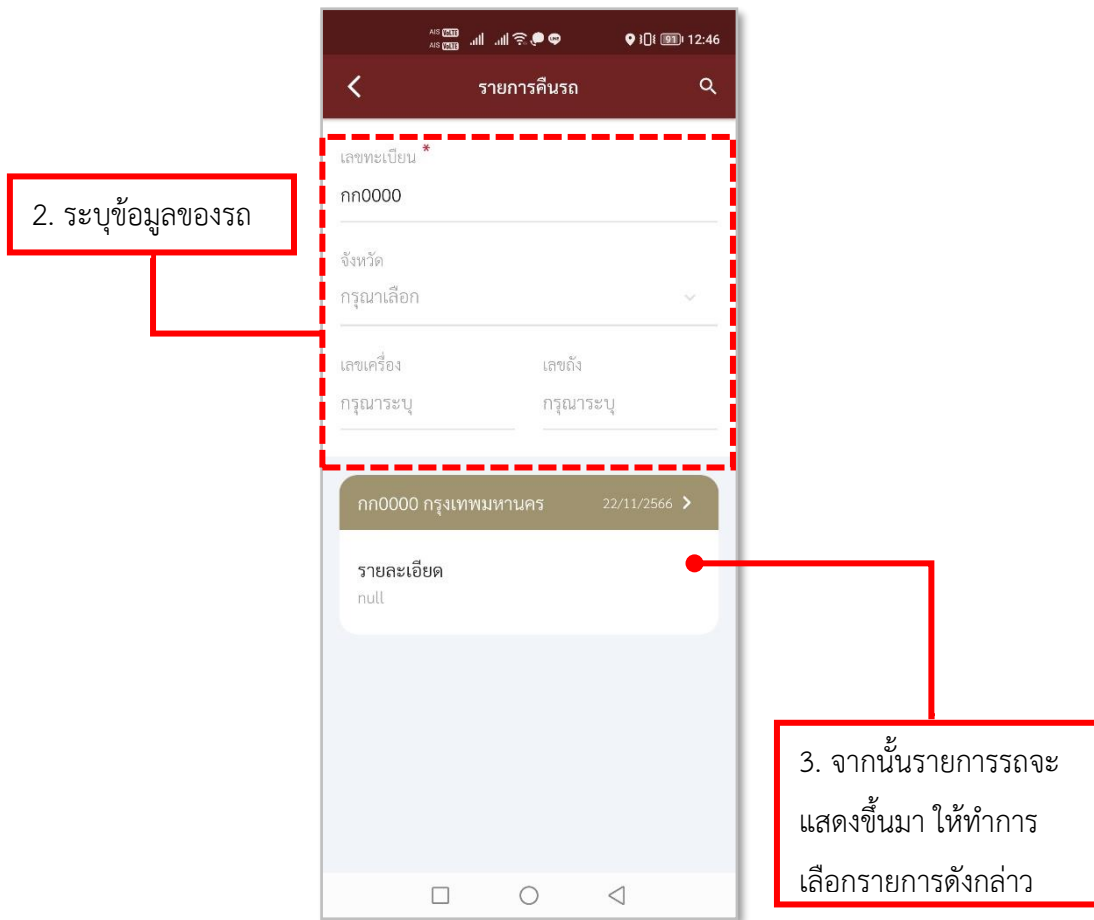 AIS VoLTE
AIS VoLTE
91 12:46
รายการคืนรถ
เลขทะเบียน *
กก0000
2. ระบุข้อมูลของรถ
จังหวัด
กรุณาเลือก
เลขเครื่อง เลขถัง
กรุณาระบุ กรุณาระบุ
กก0000 กรุงเทพมหานคร 22/11/2566
รายละเอียด
null
3. จากนั้นรายการรถจะ
แสดงขึ้นมา ให้ทำการ
เลือกรายการดังกล่าว